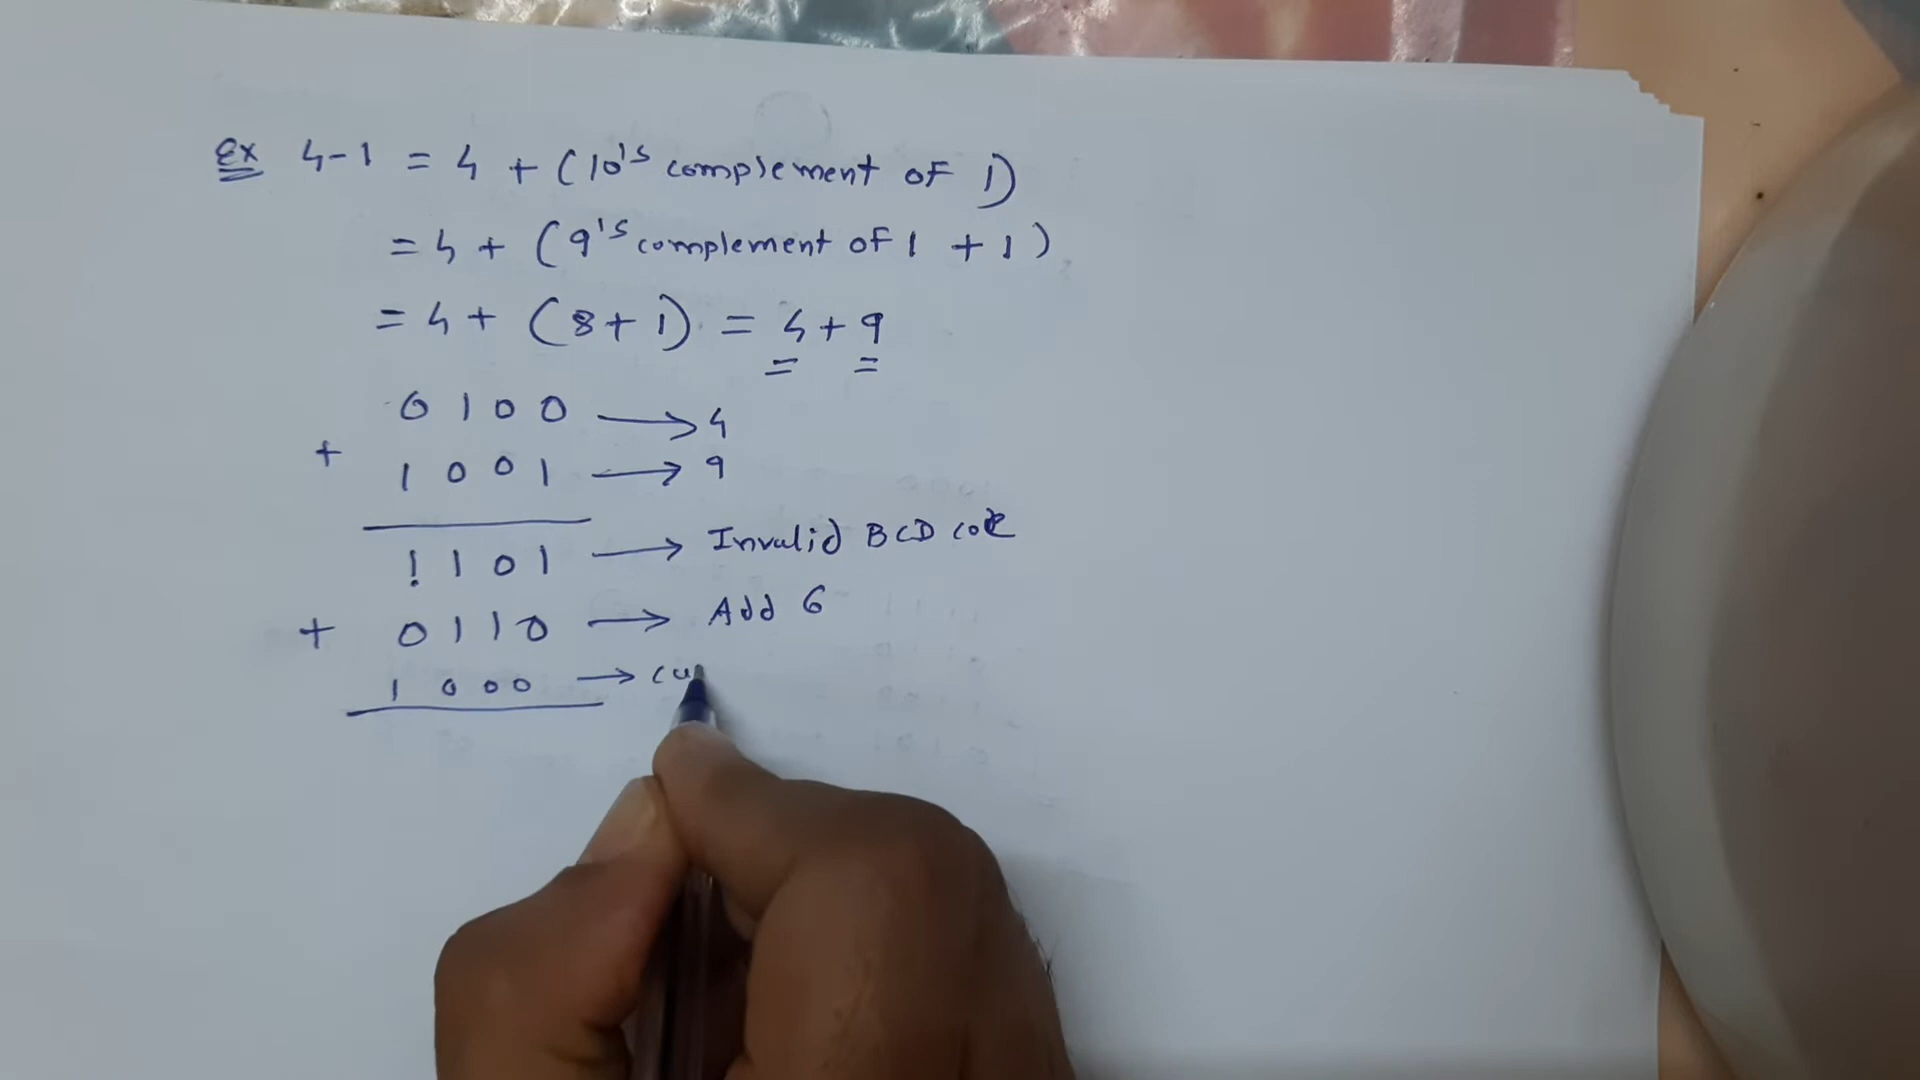 Ex 4-1 = 4 + (10's complement of 1)
= 4 + (9's complement of 1 + 1)
= 4 + (8+1) = 4+9
0 1 0 0 → 4
+ 1 0 0 1 → 9
1 1 0 1 → Invalid BCD code
+ 0 1 1 0 → Add 6
1 0 0 0 →